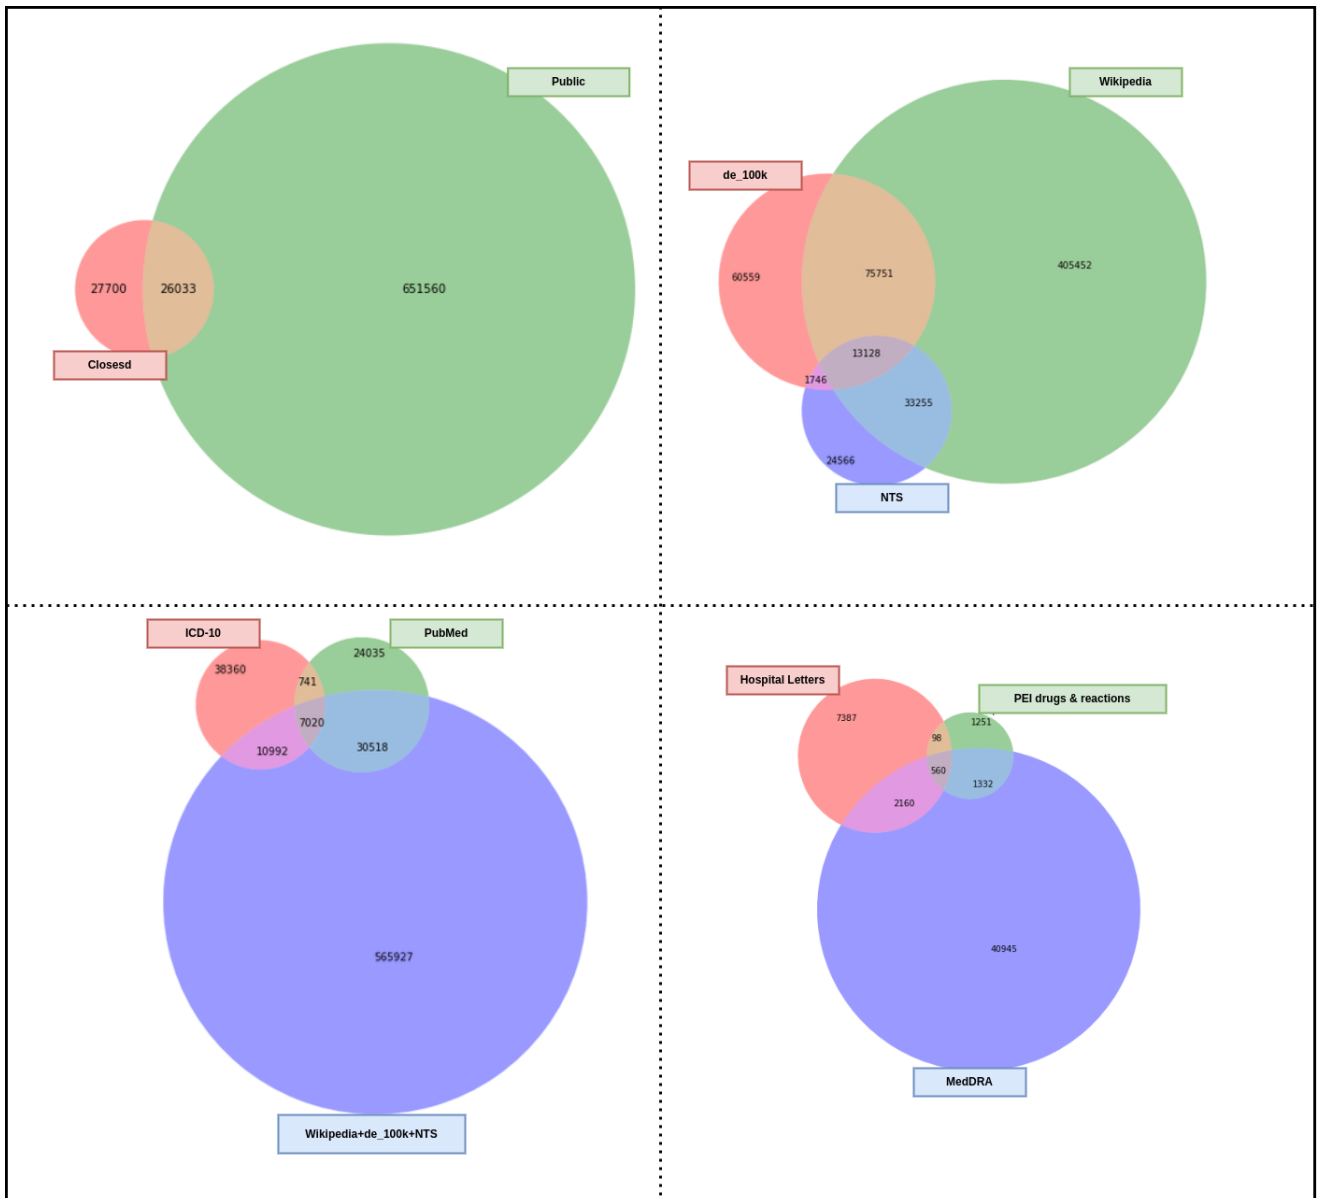 Public
27700
26033
651560
Closesd
Wikipedia
de_100k
60559
75751
405452
13128
1746
33255
24566
NTS
ICD-10
PubMed
38360
24035
741
7020
10992
30518
565927
Wikipedia+de_100k+NTS
Hospital Letters
PEI drugs & reactions
7387
1251
98
560
1332
2160
40945
MedDRA